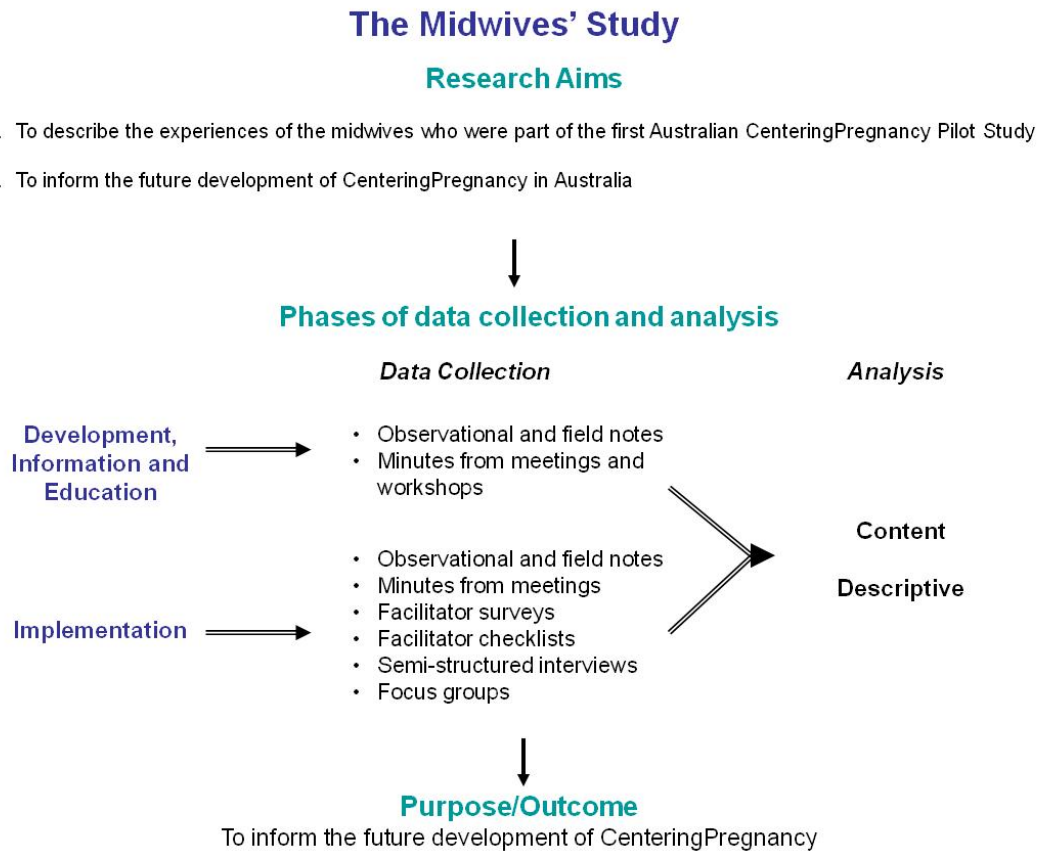 The Midwives' Study
Research Aims
. To describe the experiences of the midwives who were part of the first Australian CenteringPregnancy Pilot Study
. To inform the future development of CenteringPregnancy in Australia
Phases of data collection and analysis
Data Collection
Analysis
Development,
Information and
Education
• Observational and field notes
• Minutes from meetings and
workshops
Implementation
• Observational and field notes
• Minutes from meetings
• Facilitator surveys
• Facilitator checklists
• Semi-structured interviews
• Focus groups
Content
Descriptive
Purpose/Outcome
To inform the future development of CenteringPregnancy